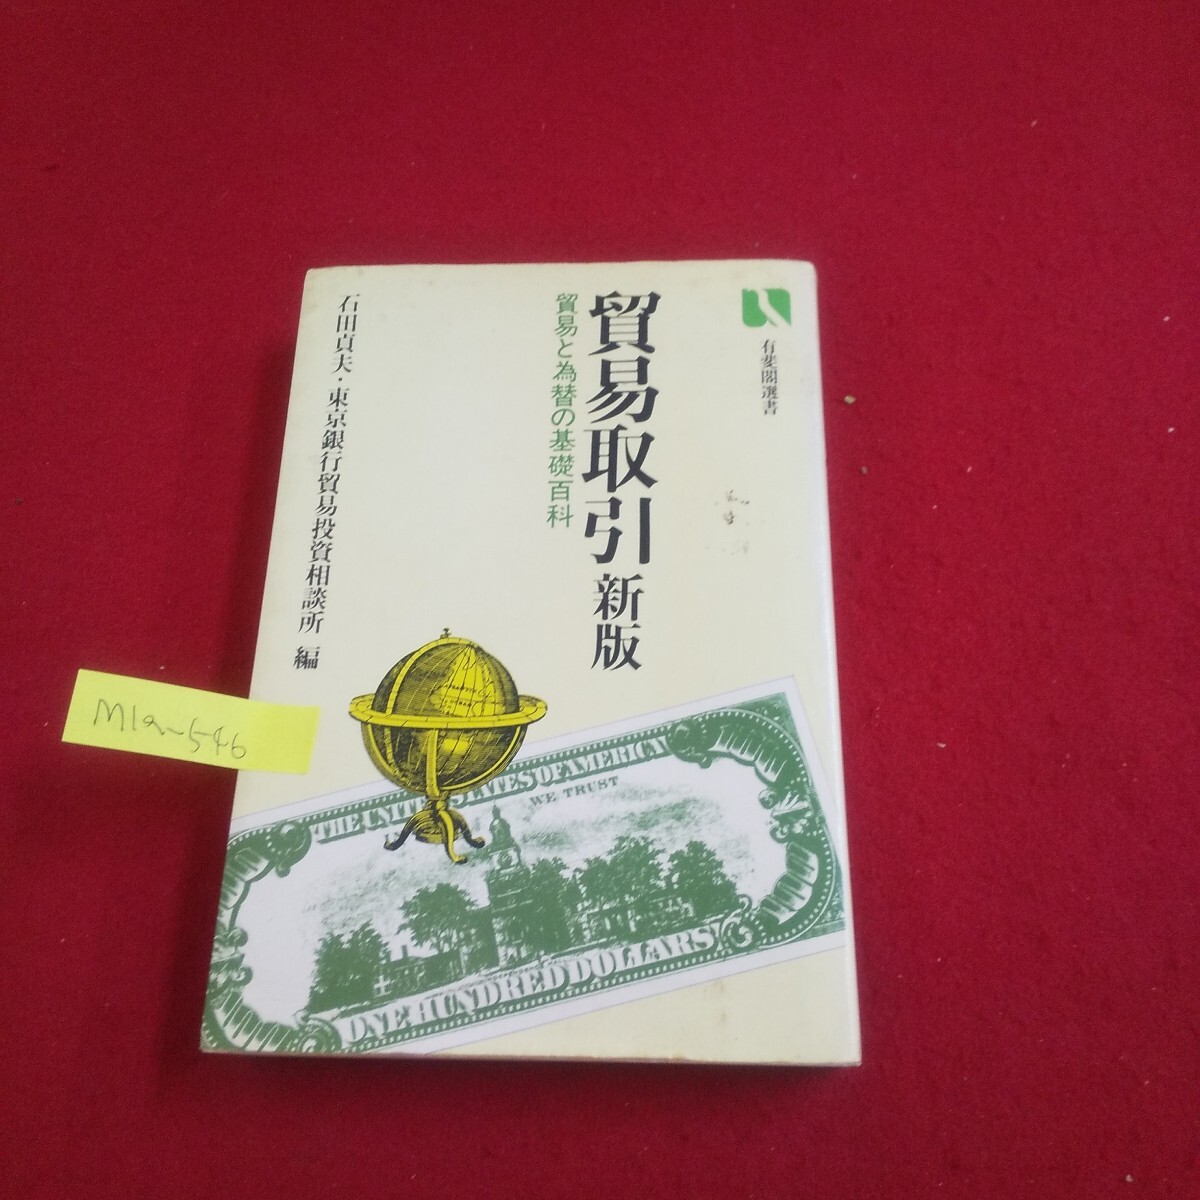 有斐閣選書
貿易取引 新版
貿易と為替の基礎百科
石田貞夫・東京銀行貿易投資相談所 編
M1a~546
THE UNITED STATES OF AMERICA
WE TRUST
ONE HUNDRED DOLLARS